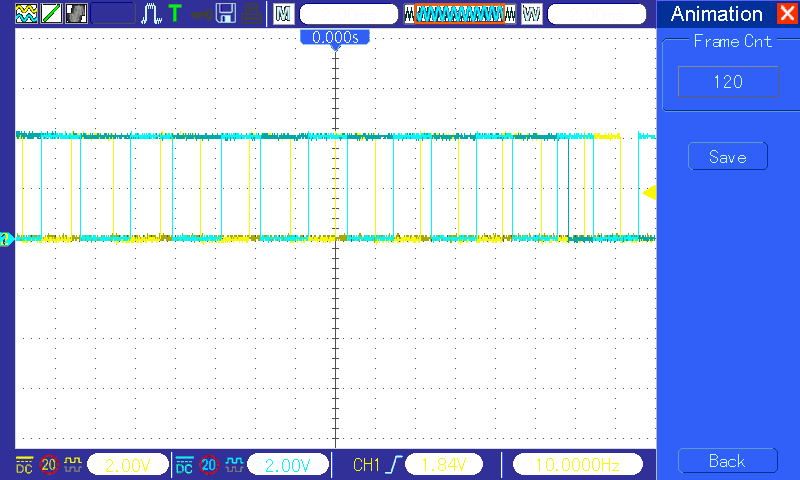 T M W Animation
0.000s
Frame Cnt
120
Save
2
DC 20 2.00V DC 20 2.00V CH1 1.84V 10.0000Hz
Back